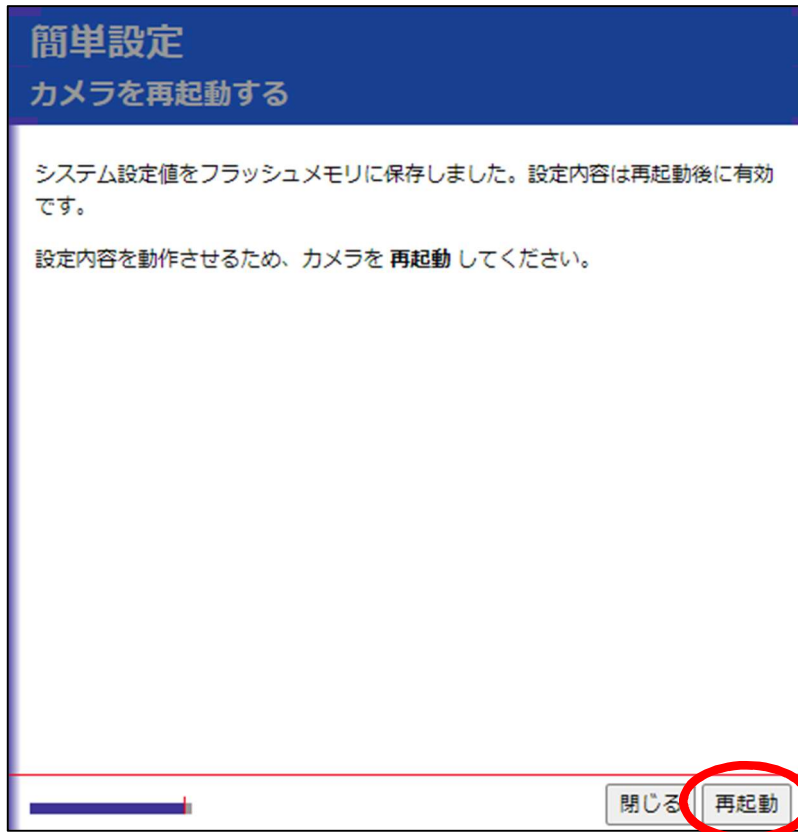 簡単設定
カメラを再起動する
システム設定値をフラッシュメモリに保存しました。設定内容は再起動後に有効
です。
設定内容を動作させるため、カメラを 再起動 してください。
閉じる 再起動